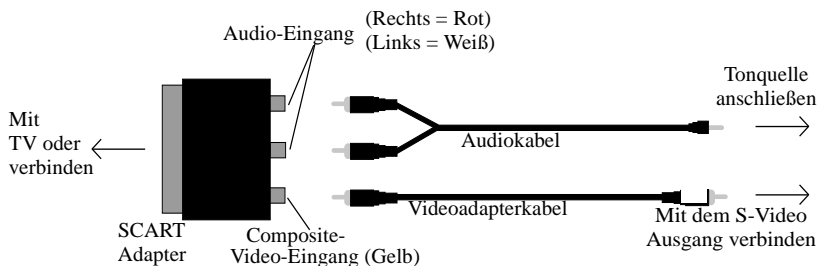 Audio-Eingang
(Rechts = Rot)
(Links = Weiß)
Tonquelle
anschließen
Mit
TV oder
verbinden
Audiokabel
Videoadapterkabel
Mit dem S-Video
Ausgang verbinden
SCART
Adapter
Composite-
Video-Eingang (Gelb)